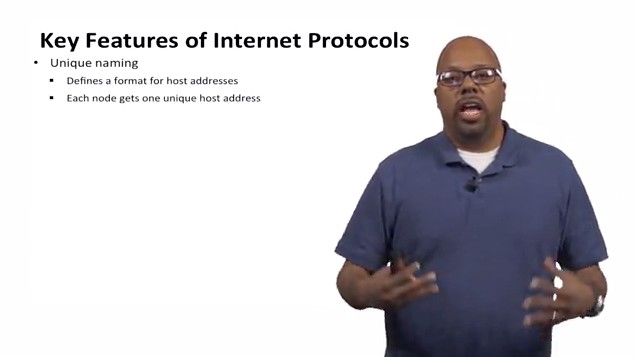 Key Features of Internet Protocols
• Unique naming
▪ Defines a format for host addresses
▪ Each node gets one unique host address